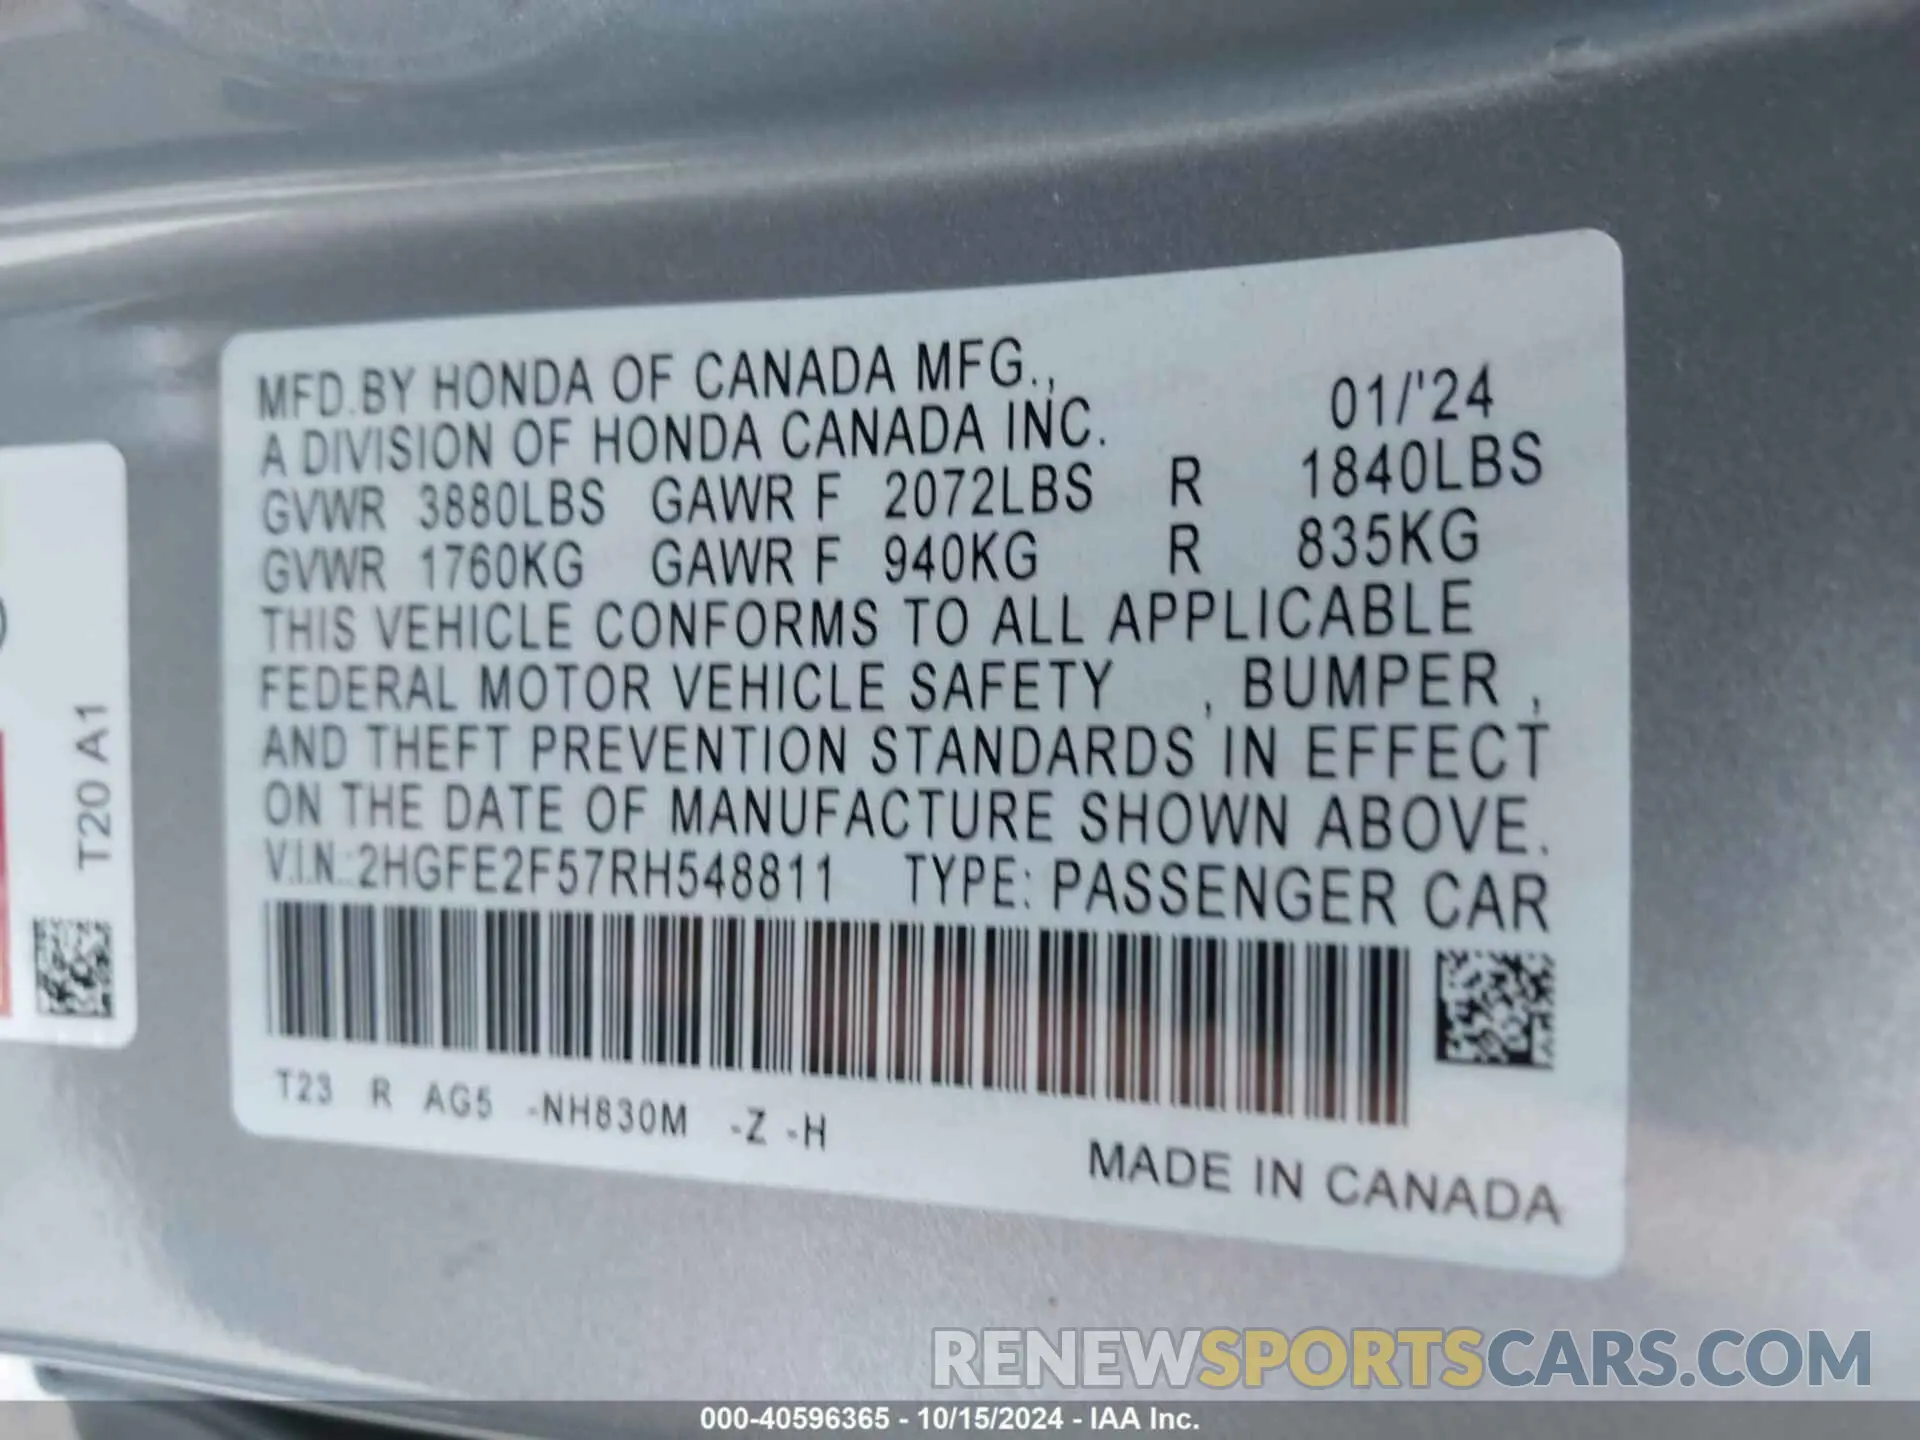 MFD.BY HONDA OF CANADA MFG.,
A DIVISION OF HONDA CANADA INC. 01/'24
GVWR 3880LBS GAWR F 2072LBS R 1840LBS
GVWR 1760KG GAWR F 940KG R 835KG
THIS VEHICLE CONFORMS TO ALL APPLICABLE
FEDERAL MOTOR VEHICLE SAFETY , BUMPER ,
AND THEFT PREVENTION STANDARDS IN EFFECT
ON THE DATE OF MANUFACTURE SHOWN ABOVE.
V.I.N.:2HGFE2F57RH548811 TYPE: PASSENGER CAR
T23 R AG5 -NH830M -Z -H
MADE IN CANADA
T20 A1
RENEWSPORTSCARS.COM
000-40596365 - 10/15/2024 - IAA Inc.